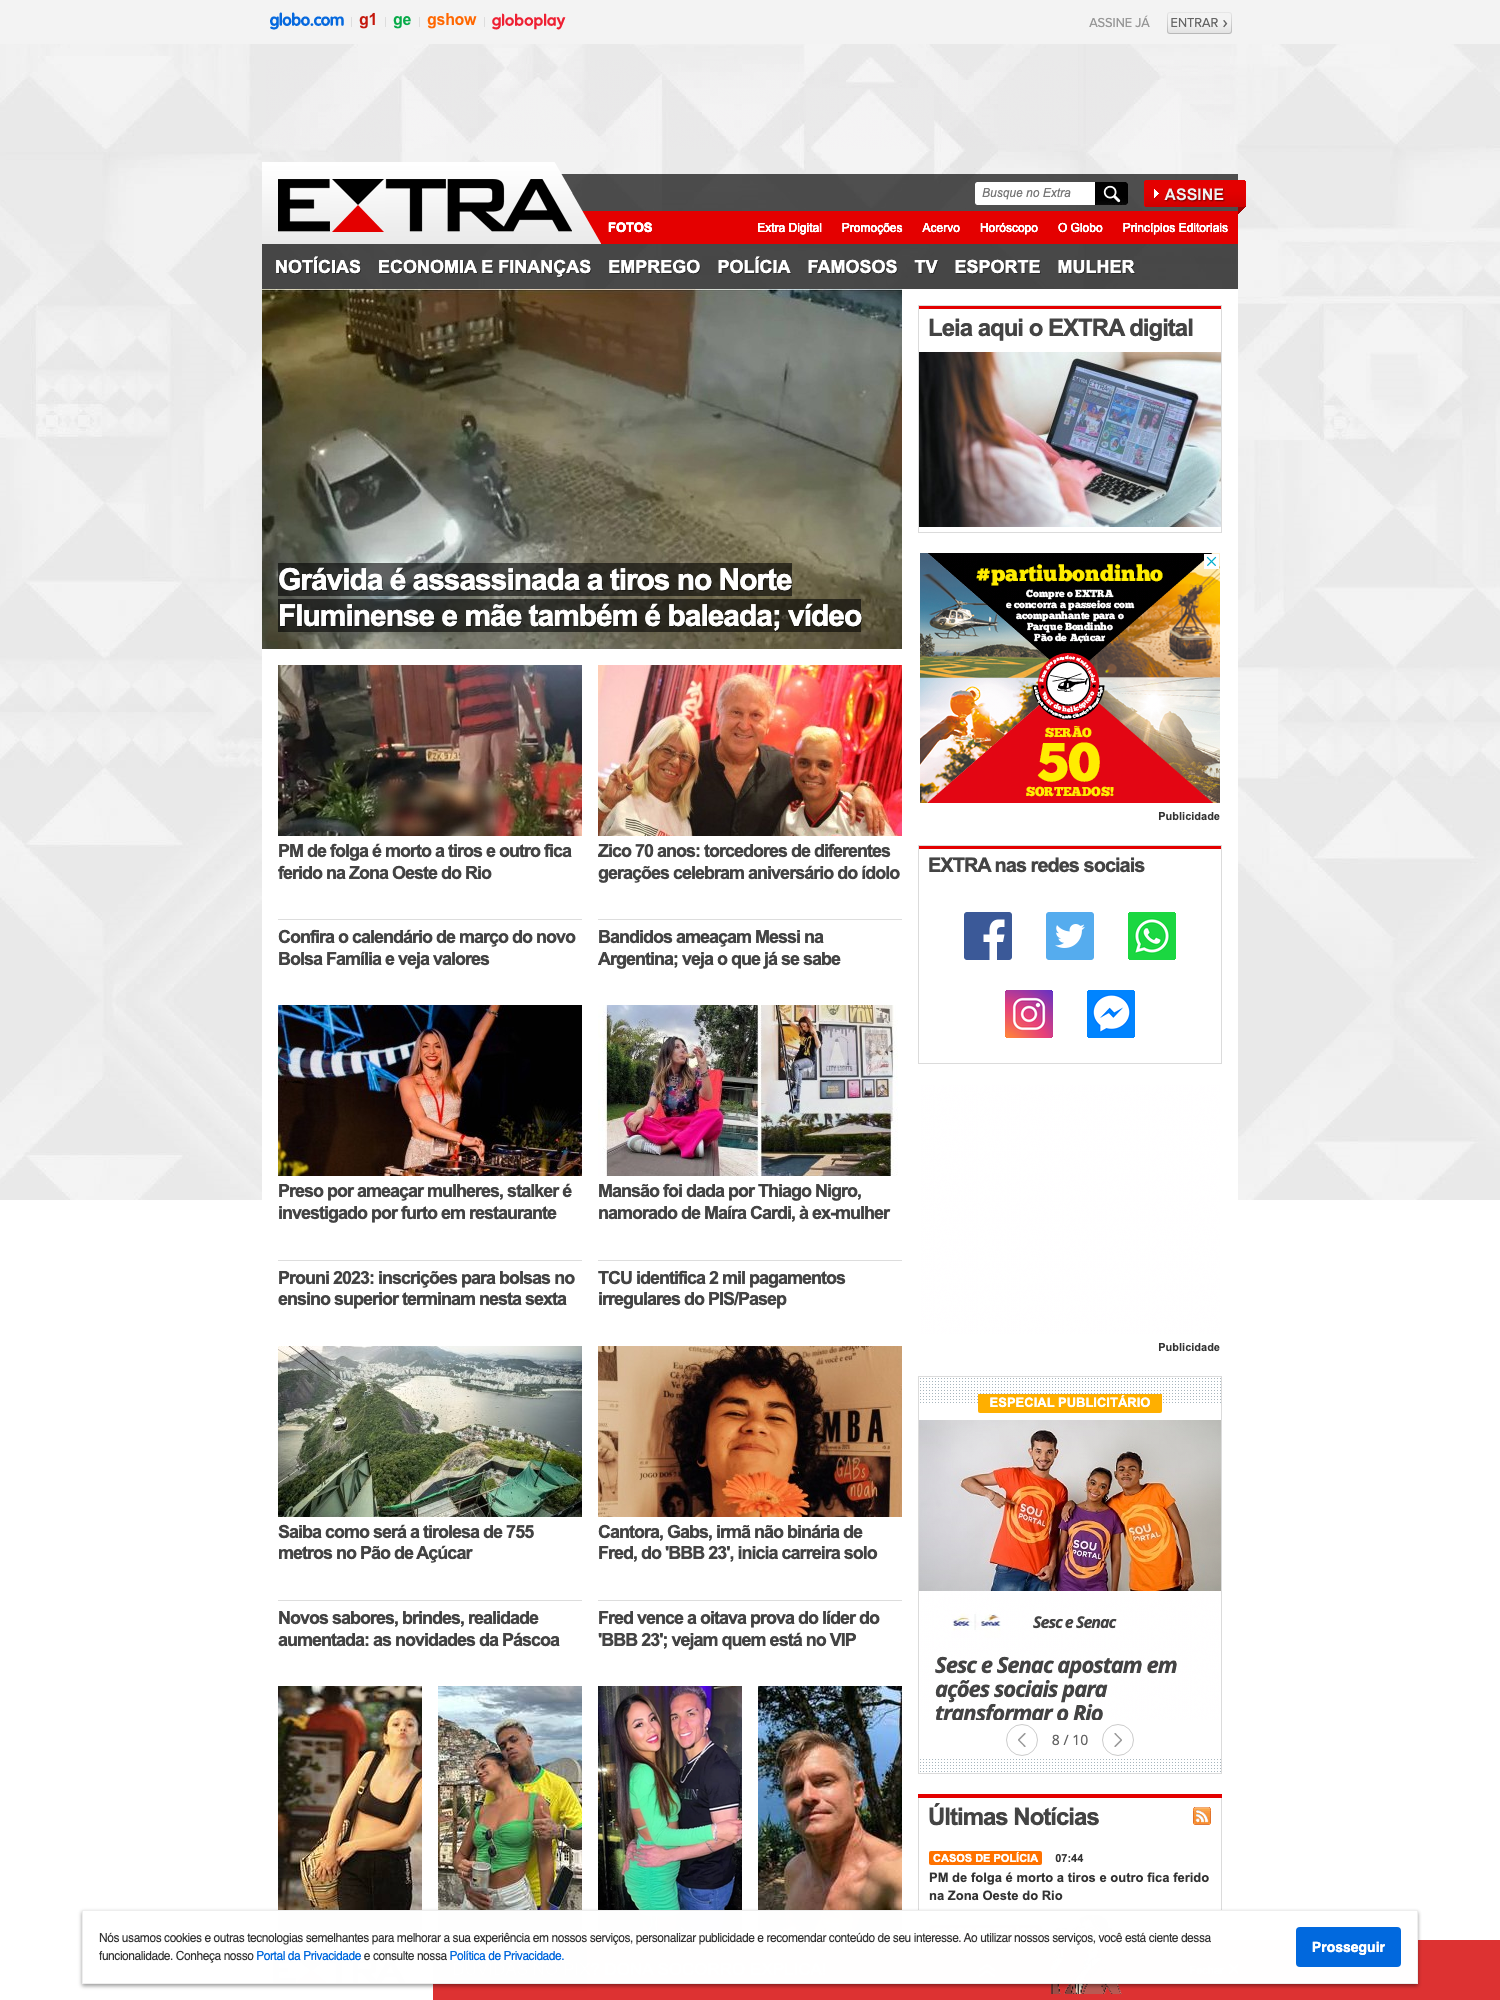 globo.com
g1
ge
gshow
globoplay
ASSINE JÁ
ENTRAR ›
EXTRA
Busque no Extra
ASSINE
FOTOS
Extra Digital
Promoções
Acervo
Horóscopo
O Globo
Princípios Editoriais
NOTÍCIAS
ECONOMIA E FINANÇAS
EMPREGO
POLÍCIA
FAMOSOS
TV
ESPORTE
MULHER
Grávida é assassinada a tiros no Norte
Fluminense e mãe também é baleada; vídeo
PM de folga é morto a tiros e outro fica
ferido na Zona Oeste do Rio
Zico 70 anos: torcedores de diferentes
gerações celebram aniversário do ídolo
Confira o calendário de março do novo
Bolsa Família e veja valores
Bandidos ameaçam Messi na
Argentina; veja o que já se sabe
Preso por ameaçar mulheres, stalker é
investigado por furto em restaurante
Mansão foi dada por Thiago Nigro,
namorado de Maíra Cardi, à ex-mulher
Prouni 2023: inscrições para bolsas no
ensino superior terminam nesta sexta
TCU identifica 2 mil pagamentos
irregulares do PIS/Pasep
MBA
GABs
noah
Saiba como será a tirolesa de 755
metros no Pão de Açúcar
Cantora, Gabs, irmã não binária de
Fred, do 'BBB 23', inicia carreira solo
Novos sabores, brindes, realidade
aumentada: as novidades da Páscoa
Fred vence a oitava prova do líder do
'BBB 23'; vejam quem está no VIP
Leia aqui o EXTRA digital
#partiubondinho
Compre o EXTRA
e concorra a passeios com
acompanhante para o
Parque Bondinho
Pão de Açúcar
SERÃO
50
SORTEADOS!
Publicidade
EXTRA nas redes sociais
Publicidade
ESPECIAL PUBLICITÁRIO
SOU
PORTAL
SOU
PORTAL
SOU
PORTAL
Sesc
Senac
Sesc e Senac
Sesc e Senac apostam em
ações sociais para
transformar o Rio
8 / 10
Últimas Notícias
CASOS DE POLÍCIA
07:44
PM de folga é morto a tiros e outro fica ferido
na Zona Oeste do Rio
Nós usamos cookies e outras tecnologias semelhantes para melhorar a sua experiência em nossos serviços, personalizar publicidade e recomendar conteúdo de seu interesse. Ao utilizar nossos serviços, você está ciente dessa
funcionalidade. Conheça nosso Portal da Privacidade e consulte nossa Política de Privacidade.
Prosseguir